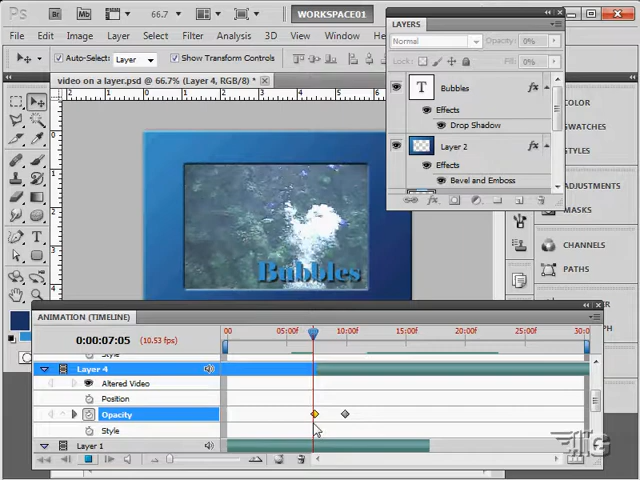 Ps Br Mb 66.7 WORKSPACE01
File Edit Image Layer Select Filter Analysis 3D View
Auto-Select: Layer Show Transform Controls
video on a layer.psd @ 66.7% (Layer 4, RGB/8) *
LAYERS
Normal Opacity: 0%
Lock: Fill: 0%
T Bubbles fx
Effects
Drop Shadow
Layer 2 fx
Effects
Bevel and Emboss
COLOR
SWATCHES
STYLES
ADJUSTMENTS
MASKS
CHANNELS
PATHS
Bubbles
ANIMATION (TIMELINE)
0:00:07:05 (10.53 fps)
00 05:00f 10:00f 15:00f 20:00f 25:00f 30:0
Style
Layer 4
Altered Video
Position
Opacity
Style
Layer 1